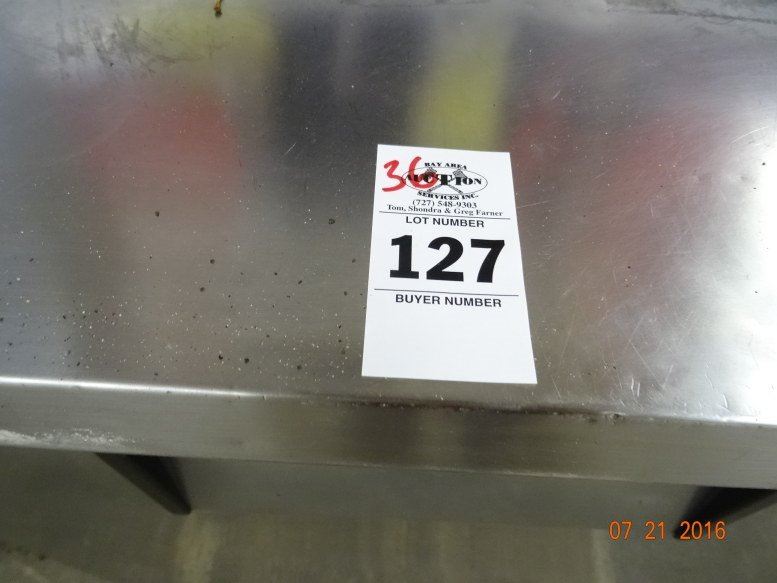 36
BAY AREA
AUCTION
SERVICES INC.
(727) 548-9303
Tom, Shondra & Greg Farner
LOT NUMBER
127
BUYER NUMBER
07 21 2016